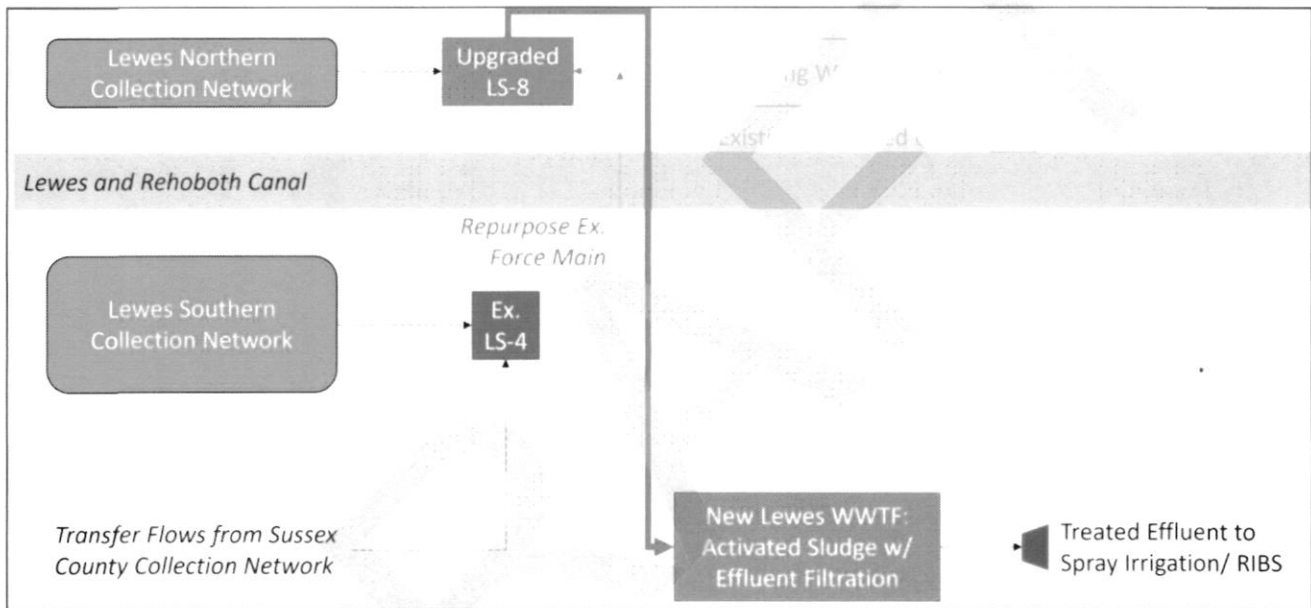 Lewes Northern
Collection Network
Upgraded
LS-8
Lewes and Rehoboth Canal
Repurpose Ex.
Force Main
Lewes Southern
Collection Network
Ex.
LS-4
Transfer Flows from Sussex
County Collection Network
New Lewes WWTF:
Activated Sludge w/
Effluent Filtration
Treated Effluent to
Spray Irrigation/ RIBS